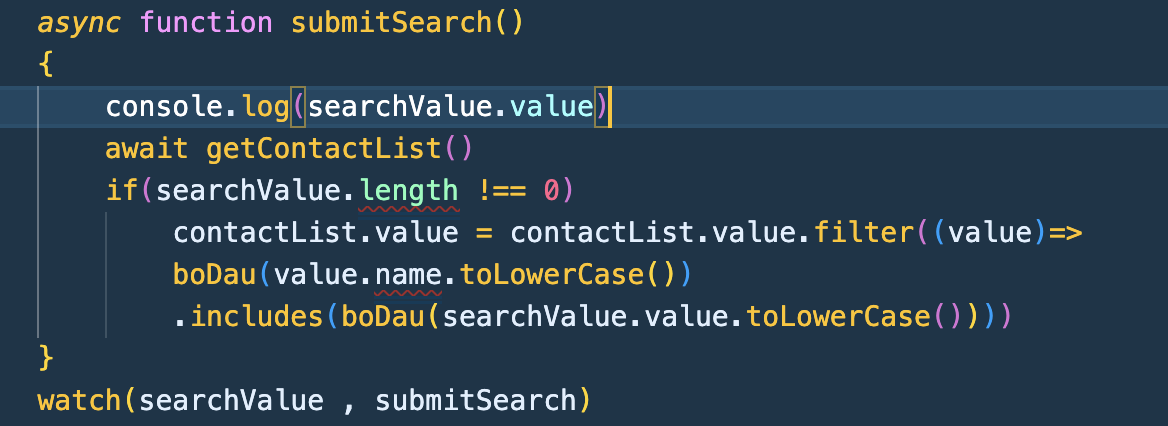 async function submitSearch()
{
console.log(searchValue.value)
await getContactList()
if(searchValue.length !== 0)
contactList.value = contactList.value.filter((value)=>
boDau(value.name.toLowerCase())
.includes(boDau(searchValue.value.toLowerCase())))
}
watch(searchValue , submitSearch)